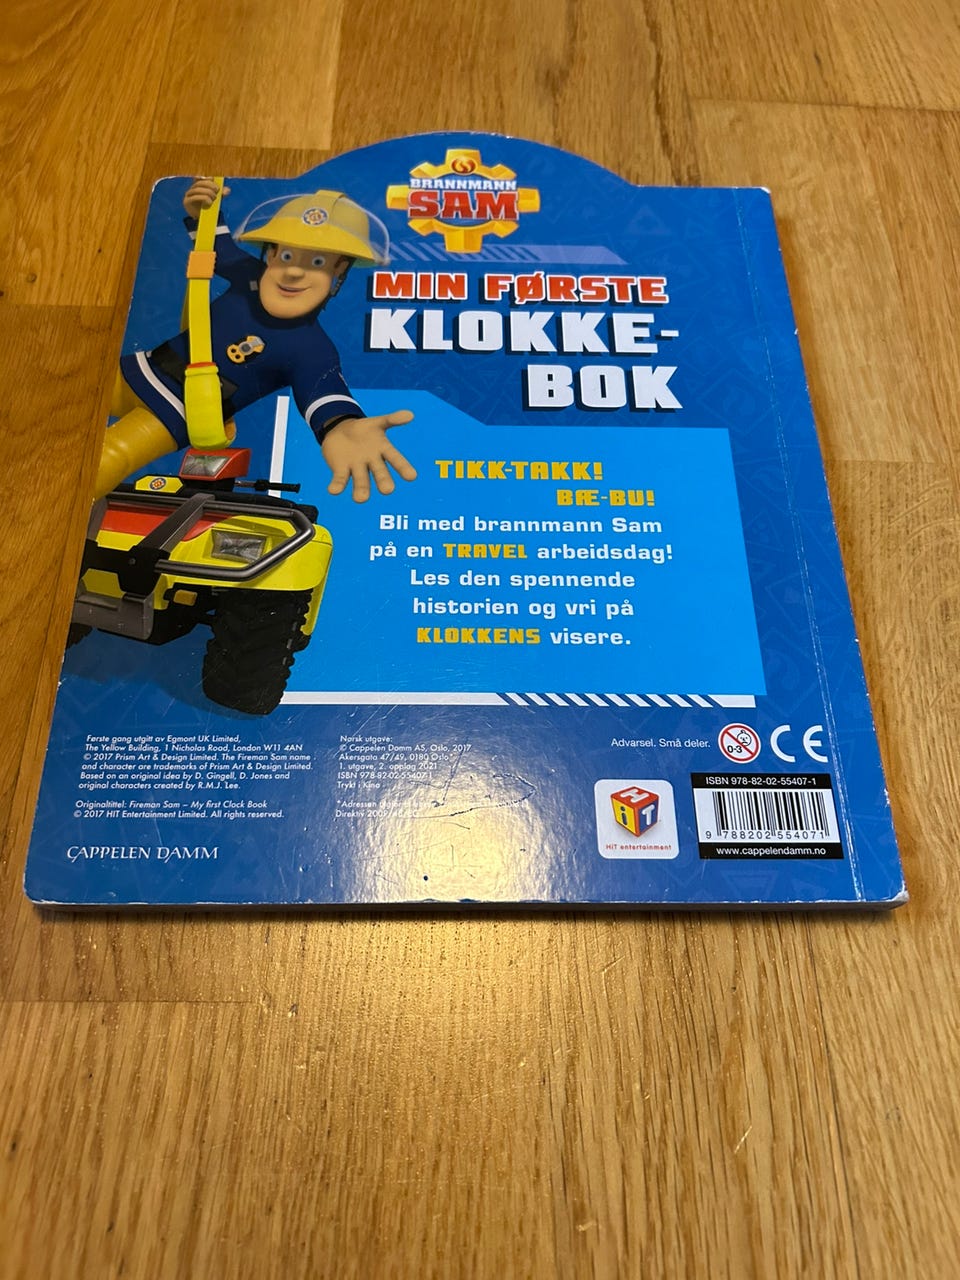 BRANNMANN
SAM
MIN FØRSTE
KLOKKE-
BOK
TIKK-TAKK!
BÆ-BU!
Bli med brannmann Sam
på en TRAVEL arbeidsdag!
Les den spennende
historien og vri på
KLOKKENS visere.
Første gang utgitt av Egmont UK Limited,
The Yellow Building, 1 Nicholas Road, London W11 4AN
© 2017 Prism Art & Design Limited. The Fireman Sam name
and character are trademarks of Prism Art & Design Limited.
Based on an original idea by D. Gingell, D. Jones and
original characters created by R.M.J. Lee.
Originaltittel: Fireman Sam – My first Clock Book
© 2017 HIT Entertainment Limited. All rights reserved.
CAPPELEN DAMM
Norsk utgave:
© Cappelen Damm AS, Oslo, 2017
Akersgata 47/49, 0180 Oslo*
1. utgave, 2. opplag 2021
ISBN 978-82-02-55407-1
Trykt i Kina
*Adressen
Direktiv
Advarsel. Små deler.
0-3
CE
HiT
HiT entertainment
ISBN 978-82-02-55407-1
9 788202 554071
www.cappelendamm.no